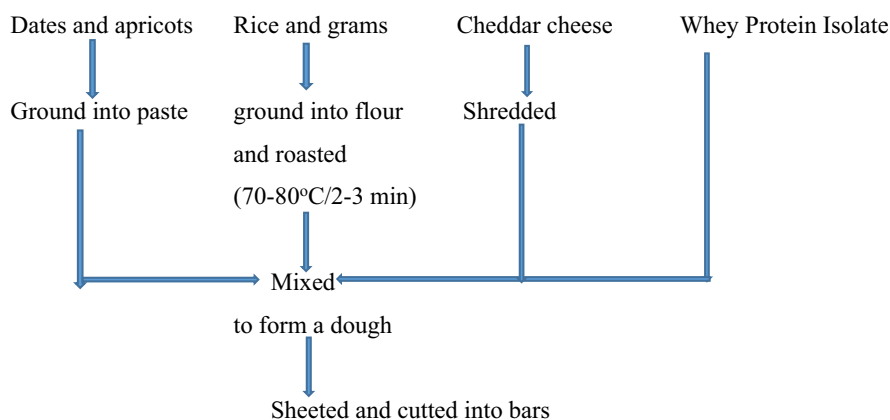 Dates and apricots
Rice and grams
Cheddar cheese
Whey Protein Isolate
Ground into paste
ground into flour
and roasted
(70-80°C/2-3 min)
Shredded
Mixed
to form a dough
Sheeted and cutted into bars